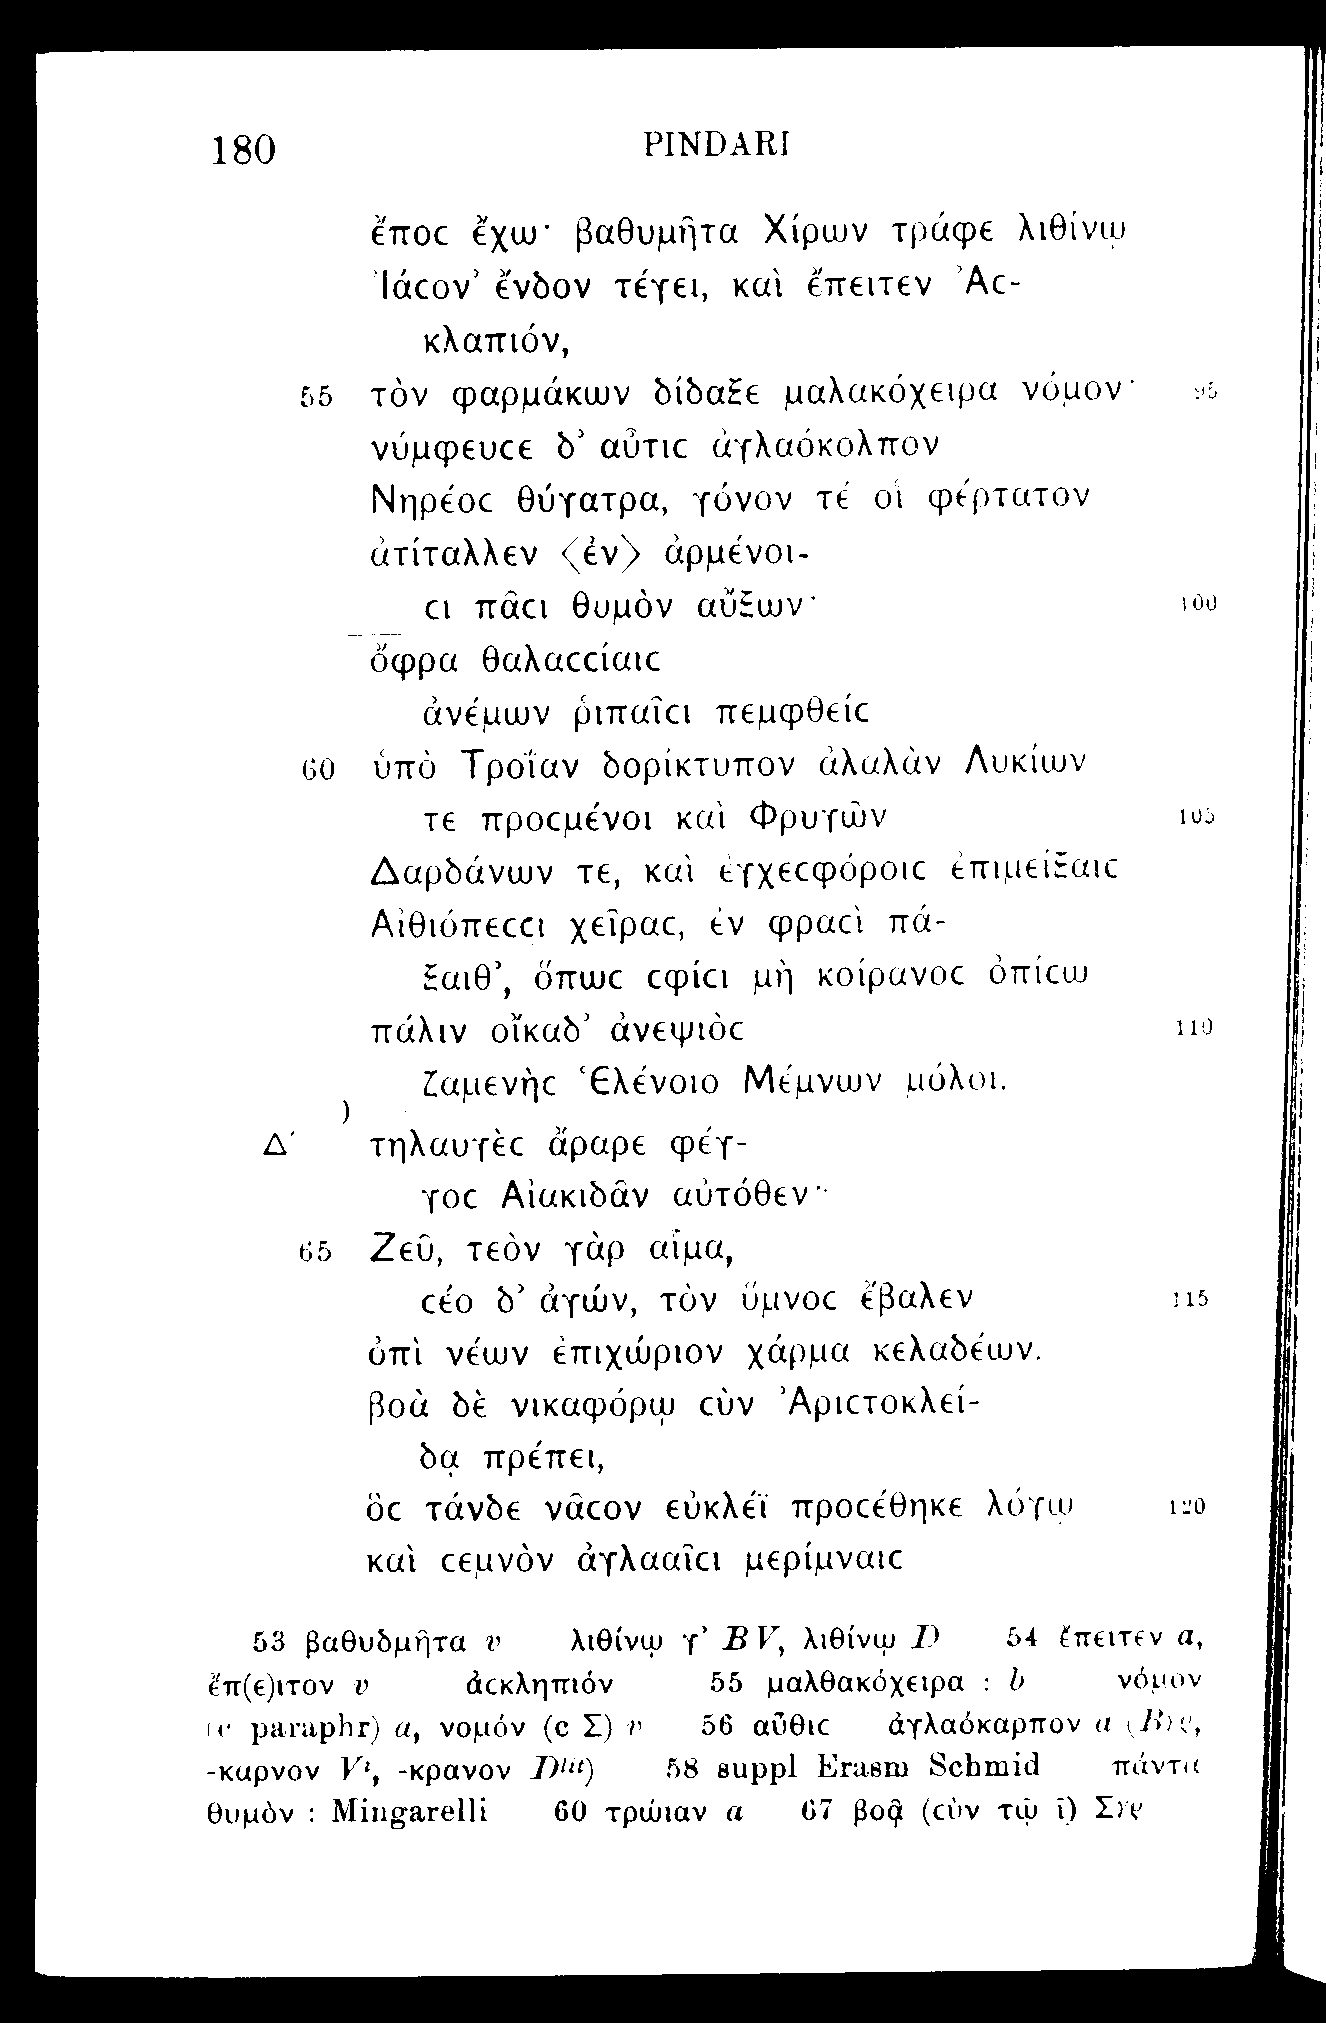 180 PINDARI
ἔπος ἔχω· βαθυμῆτα Χίρων τράφε λιθίνῳ
Ἰάσον’ ἔνδον τέγει, καὶ ἔπειτεν Ἀσ-
κλαπιόν,
55 τὸν φαρμάκων δίδαξε μαλακόχειρα νόμον· 95
νύμφευσε δ’ αὖτις ἀγλαόκολπον
Νηρέος θύγατρα, γόνον τέ οἱ φέρτατον
ἀτίταλλεν ⟨ἐν⟩ ἀρμένοι-
σι πᾶσι θυμὸν αὔξων· 100
ὄφρα θαλασσίαις
ἀνέμων ῥιπαῖσι πεμφθείς
60 ὑπὸ Τροΐαν δορίκτυπον ἀλαλὰν Λυκίων
τε προσμένοι καὶ Φρυγῶν 105
Δαρδάνων τε, καὶ ἐγχεσφόροις ἐπιμείξαις
Αἰθιόπεσσι χεῖρας, ἐν φρασὶ πά-
ξαιθ’, ὅπως σφίσι μὴ κοίρανος ὀπίσω
πάλιν οἴκαδ’ ἀνεψιὸς 110
ζαμενὴς Ἑλένοιο Μέμνων μόλοι.
)
Δ´ τηλαυγὲς ἄραρε φέγ-
γος Αἰακιδᾶν αὐτόθεν·
65 Ζεῦ, τεὸν γὰρ αἷμα,
σέο δ’ ἀγών, τὸν ὕμνος ἔβαλεν 115
ὀπὶ νέων ἐπιχώριον χάρμα κελαδέων.
βοὰ δὲ νικαφόρῳ σὺν Ἀριστοκλεί-
δᾳ πρέπει,
ὃς τάνδε νᾶσον εὐκλέϊ προσέθηκε λόγῳ 120
καὶ σεμνὸν ἀγλααῖσι μερίμναις
53 βαθυδμῆτα v λιθίνῳ γ’ BV, λιθίνῳ D 54 ἔπειτεν a,
ἔπ(ε)ιτον v ἀσκληπιόν 55 μαλθακόχειρα : b νόμον
paraphr) a, νομόν (c Σ) v 56 αὖθις ἀγλαόκαρπον a
-καρνον -κρανον 58 suppl Erasm Schmid πάντα
θυμὸν : Mingarelli 60 τρώιαν a 67 βοᾷ (σὺν τῷ ῑ)